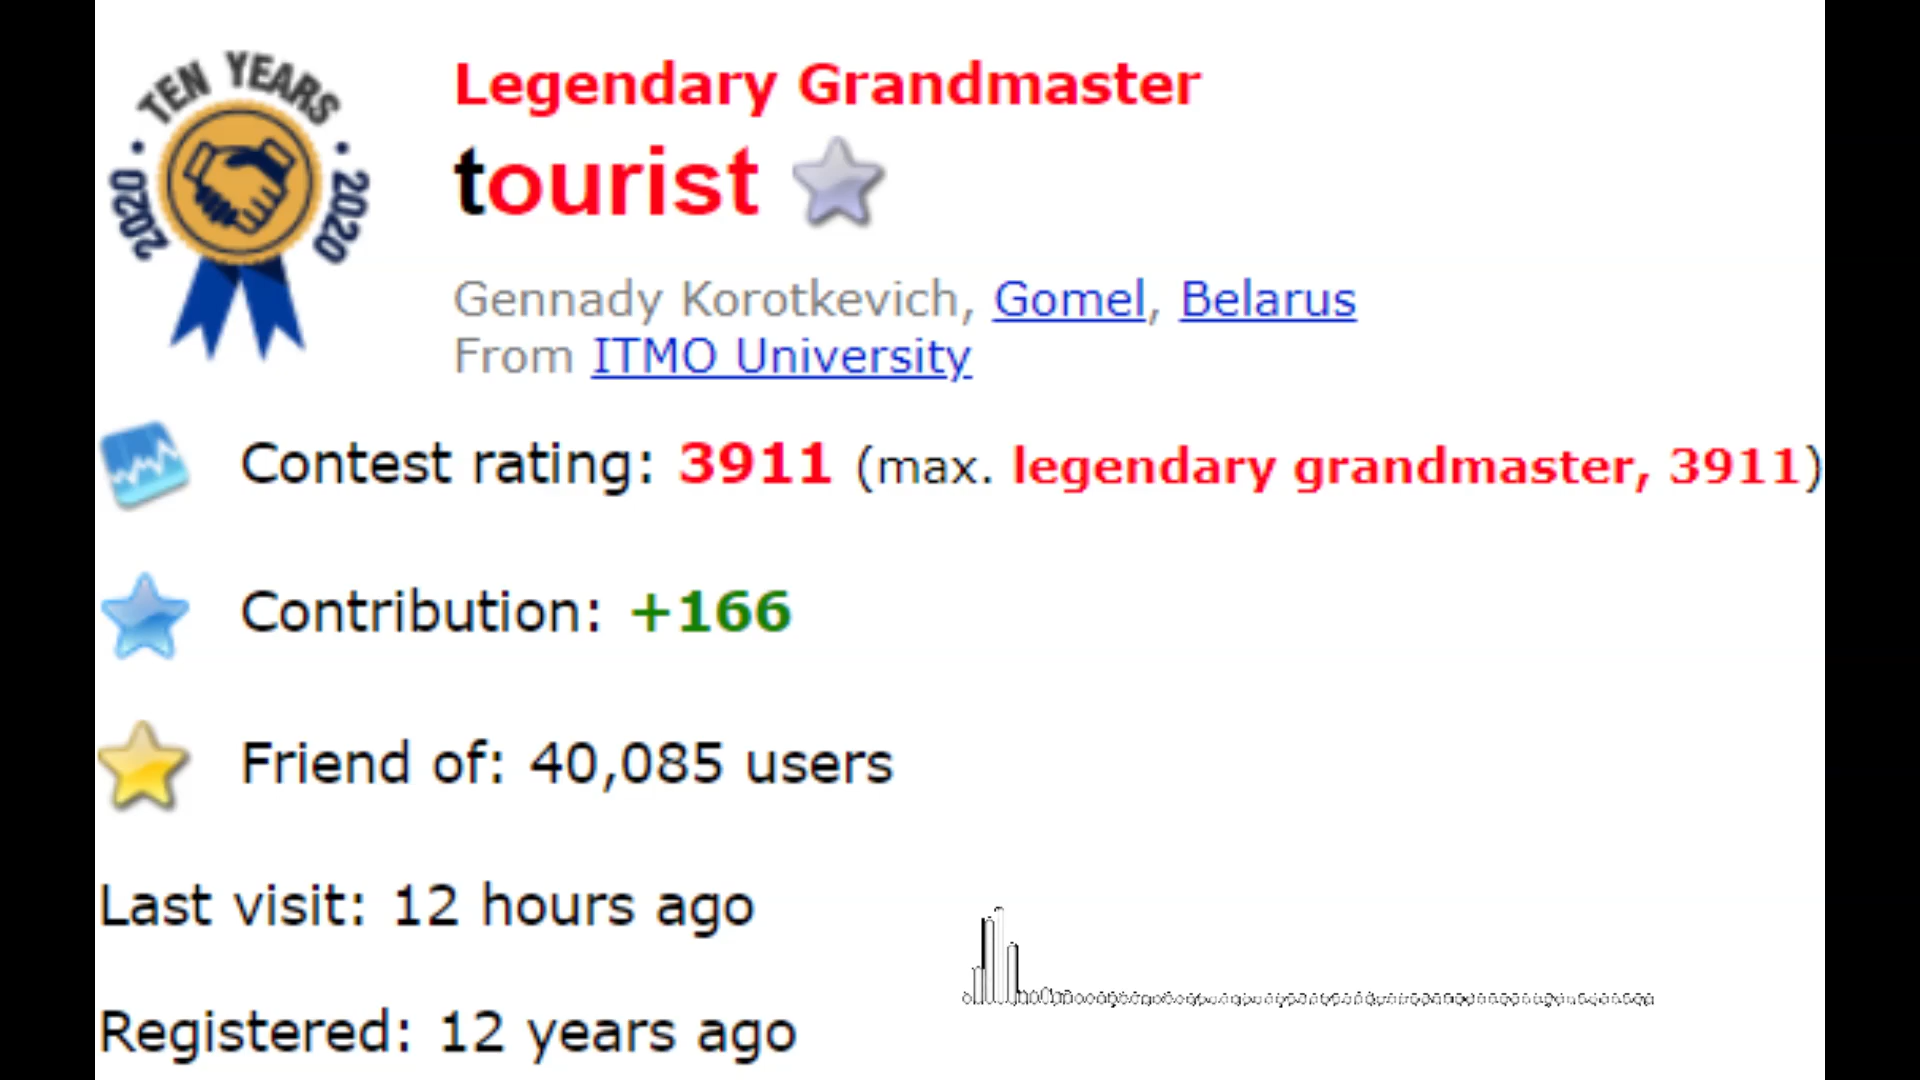 TEN YEARS
2020 2020
Legendary Grandmaster
tourist
Gennady Korotkevich, Gomel, Belarus
From ITMO University
Contest rating: 3911 (max. legendary grandmaster, 3911)
Contribution: +166
Friend of: 40,085 users
Last visit: 12 hours ago
Registered: 12 years ago